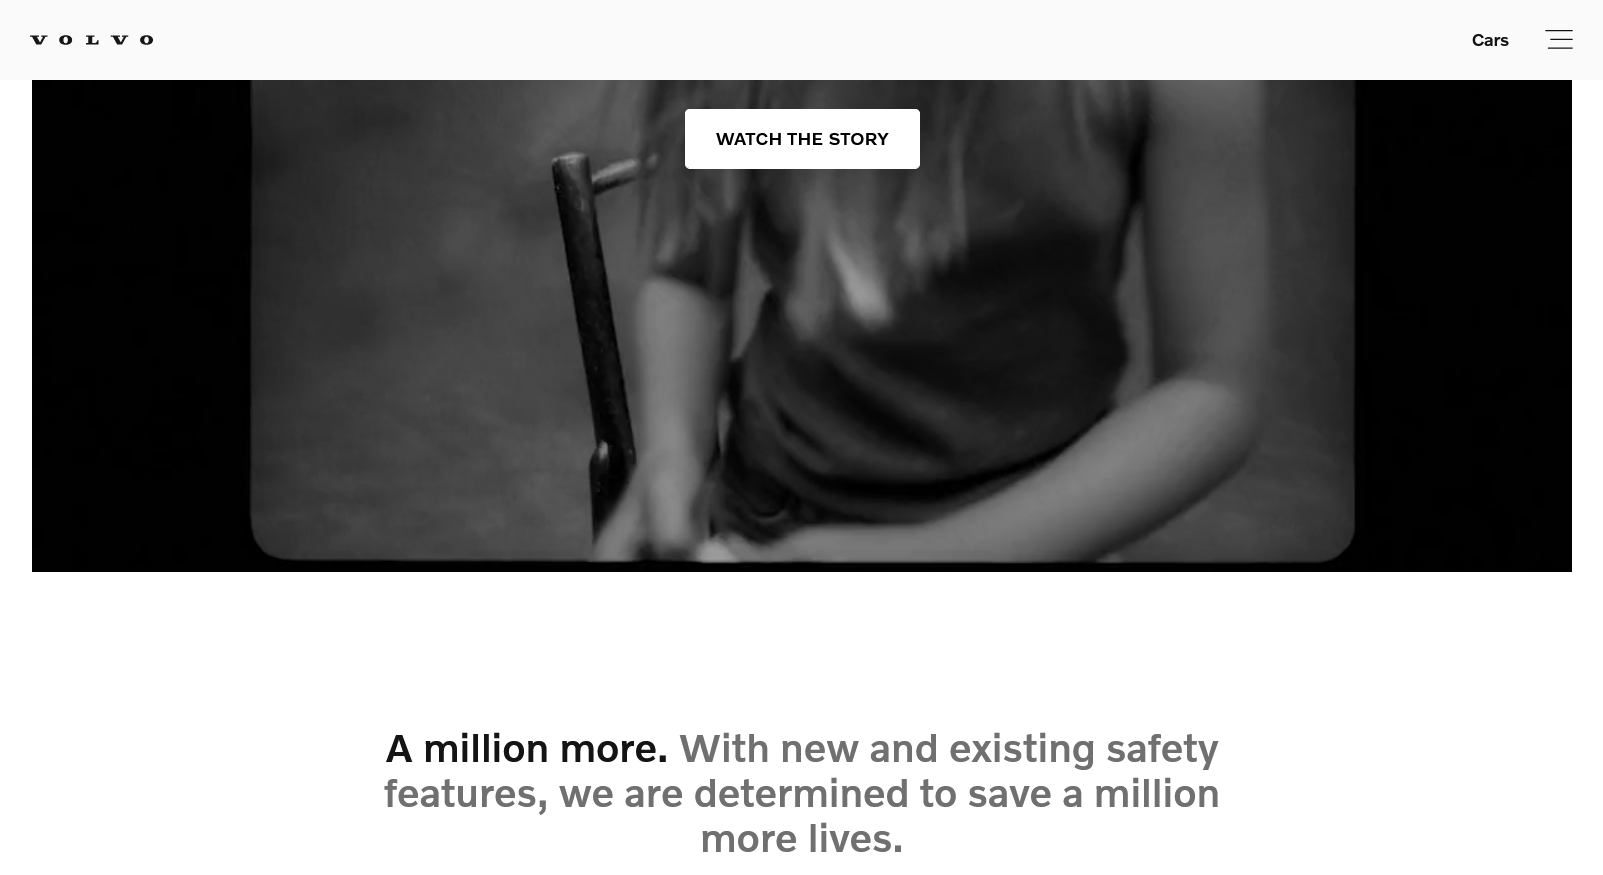 VOLVO
Cars
WATCH THE STORY
A million more. With new and existing safety
features, we are determined to save a million
more lives.